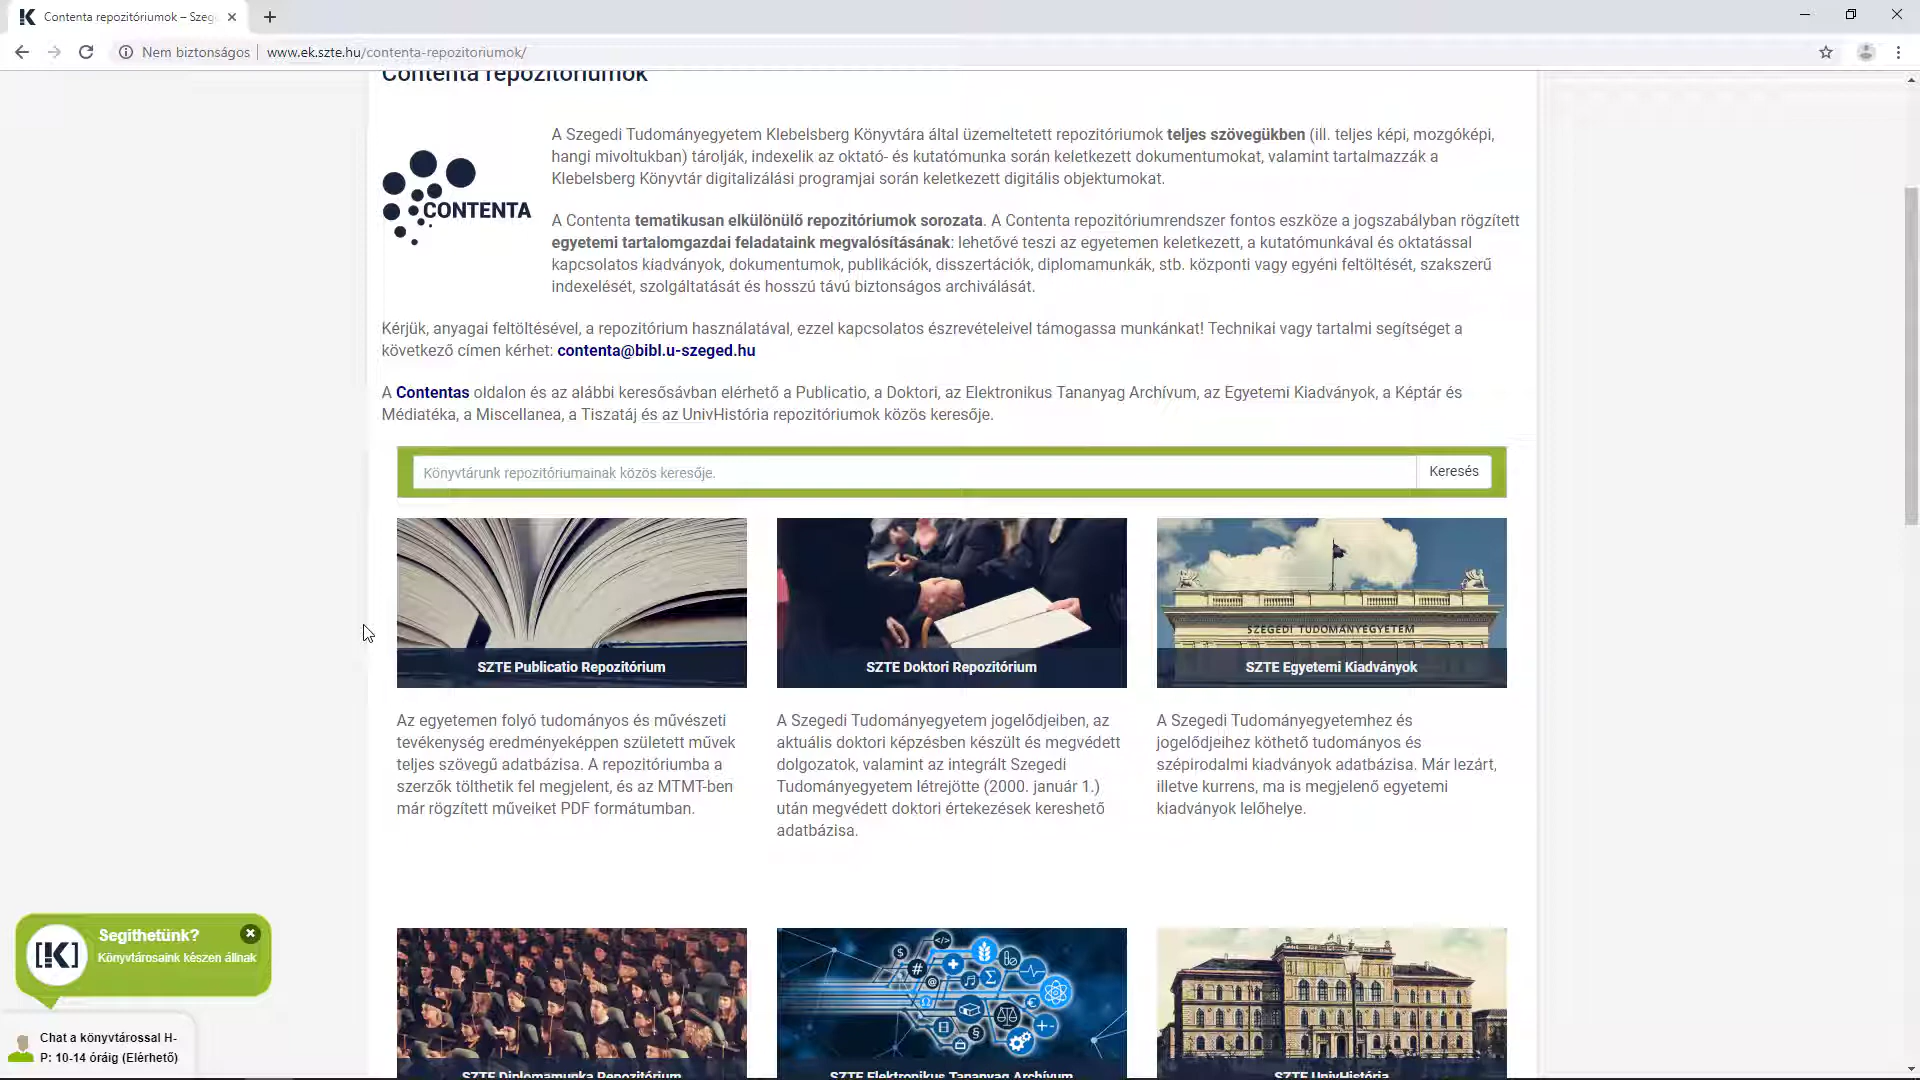 Contenta repozitóriumok – Szeg
Nem biztonságos
www.ek.szte.hu/contenta-repozitoriumok/
Contenta repozitóriumok
CONTENTA
A Szegedi Tudományegyetem Klebelsberg Könyvtára által üzemeltetett repozitóriumok teljes szövegükben (ill. teljes képi, mozgóképi,
hangi mivoltukban) tárolják, indexelik az oktató- és kutatómunka során keletkezett dokumentumokat, valamint tartalmazzák a
Klebelsberg Könyvtár digitalizálási programjai során keletkezett digitális objektumokat.
A Contenta tematikusan elkülönülő repozitóriumok sorozata. A Contenta repozitóriumrendszer fontos eszköze a jogszabályban rögzített
egyetemi tartalomgazdai feladataink megvalósításának: lehetővé teszi az egyetemen keletkezett, a kutatómunkával és oktatással
kapcsolatos kiadványok, dokumentumok, publikációk, disszertációk, diplomamunkák, stb. központi vagy egyéni feltöltését, szakszerű
indexelését, szolgáltatását és hosszú távú biztonságos archiválását.
Kérjük, anyagai feltöltésével, a repozitórium használatával, ezzel kapcsolatos észrevételeivel támogassa munkánkat! Technikai vagy tartalmi segítséget a
következő címen kérhet: contenta@bibl.u-szeged.hu
A Contentas oldalon és az alábbi keresősávban elérhető a Publicatio, a Doktori, az Elektronikus Tananyag Archívum, az Egyetemi Kiadványok, a Képtár és
Médiatéka, a Miscellanea, a Tiszatáj és az UnivHistória repozitóriumok közös keresője.
Könyvtárunk repozitóriumainak közös keresője.
Keresés
SZTE Publicatio Repozitórium
Az egyetemen folyó tudományos és művészeti
tevékenység eredményeképpen született művek
teljes szövegű adatbázisa. A repozitóriumba a
szerzők tölthetik fel megjelent, és az MTMT-ben
már rögzített műveiket PDF formátumban.
SZTE Doktori Repozitórium
A Szegedi Tudományegyetem jogelődjeiben, az
aktuális doktori képzésben készült és megvédett
dolgozatok, valamint az integrált Szegedi
Tudományegyetem létrejötte (2000. január 1.)
után megvédett doktori értekezések kereshető
adatbázisa.
SZEGEDI TUDOMÁNYEGYETEM
SZTE Egyetemi Kiadványok
A Szegedi Tudományegyetemhez és
jogelődjeihez köthető tudományos és
szépirodalmi kiadványok adatbázisa. Már lezárt,
illetve kurrens, ma is megjelenő egyetemi
kiadványok lelőhelye.
SZTE Diplomamunka Repozitórium
SZTE Elektronikus Tananyag Archívum
SZTE UnivHistória
[K]
Segíthetünk?
Könyvtárosaink készen állnak
Chat a könyvtárossal H-
P: 10-14 óráig (Elérhető)